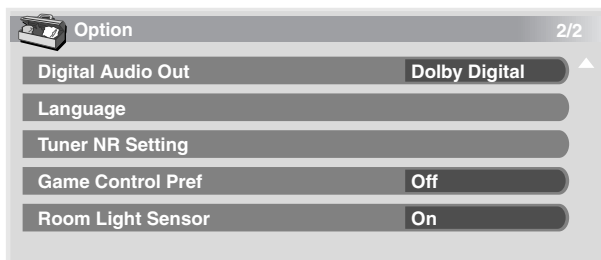 Option 2/2
Digital Audio Out Dolby Digital
Language
Tuner NR Setting
Game Control Pref Off
Room Light Sensor On